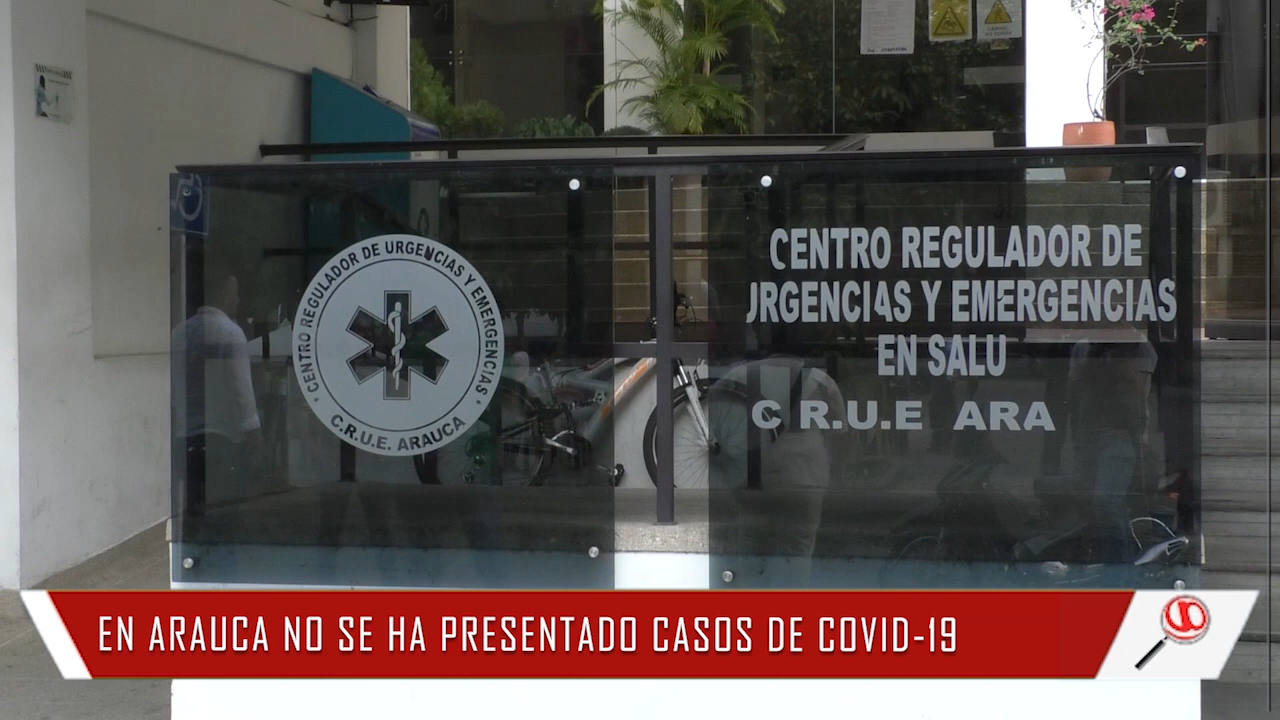 CENTRO REGULADOR DE URGENCIAS Y EMERGENCIAS
C.R.U.E. ARAUCA
CENTRO REGULADOR DE
URGENCIAS Y EMERGENCIAS
EN SALU
C R.U.E ARA
EN ARAUCA NO SE HA PRESENTADO CASOS DE COVID-19